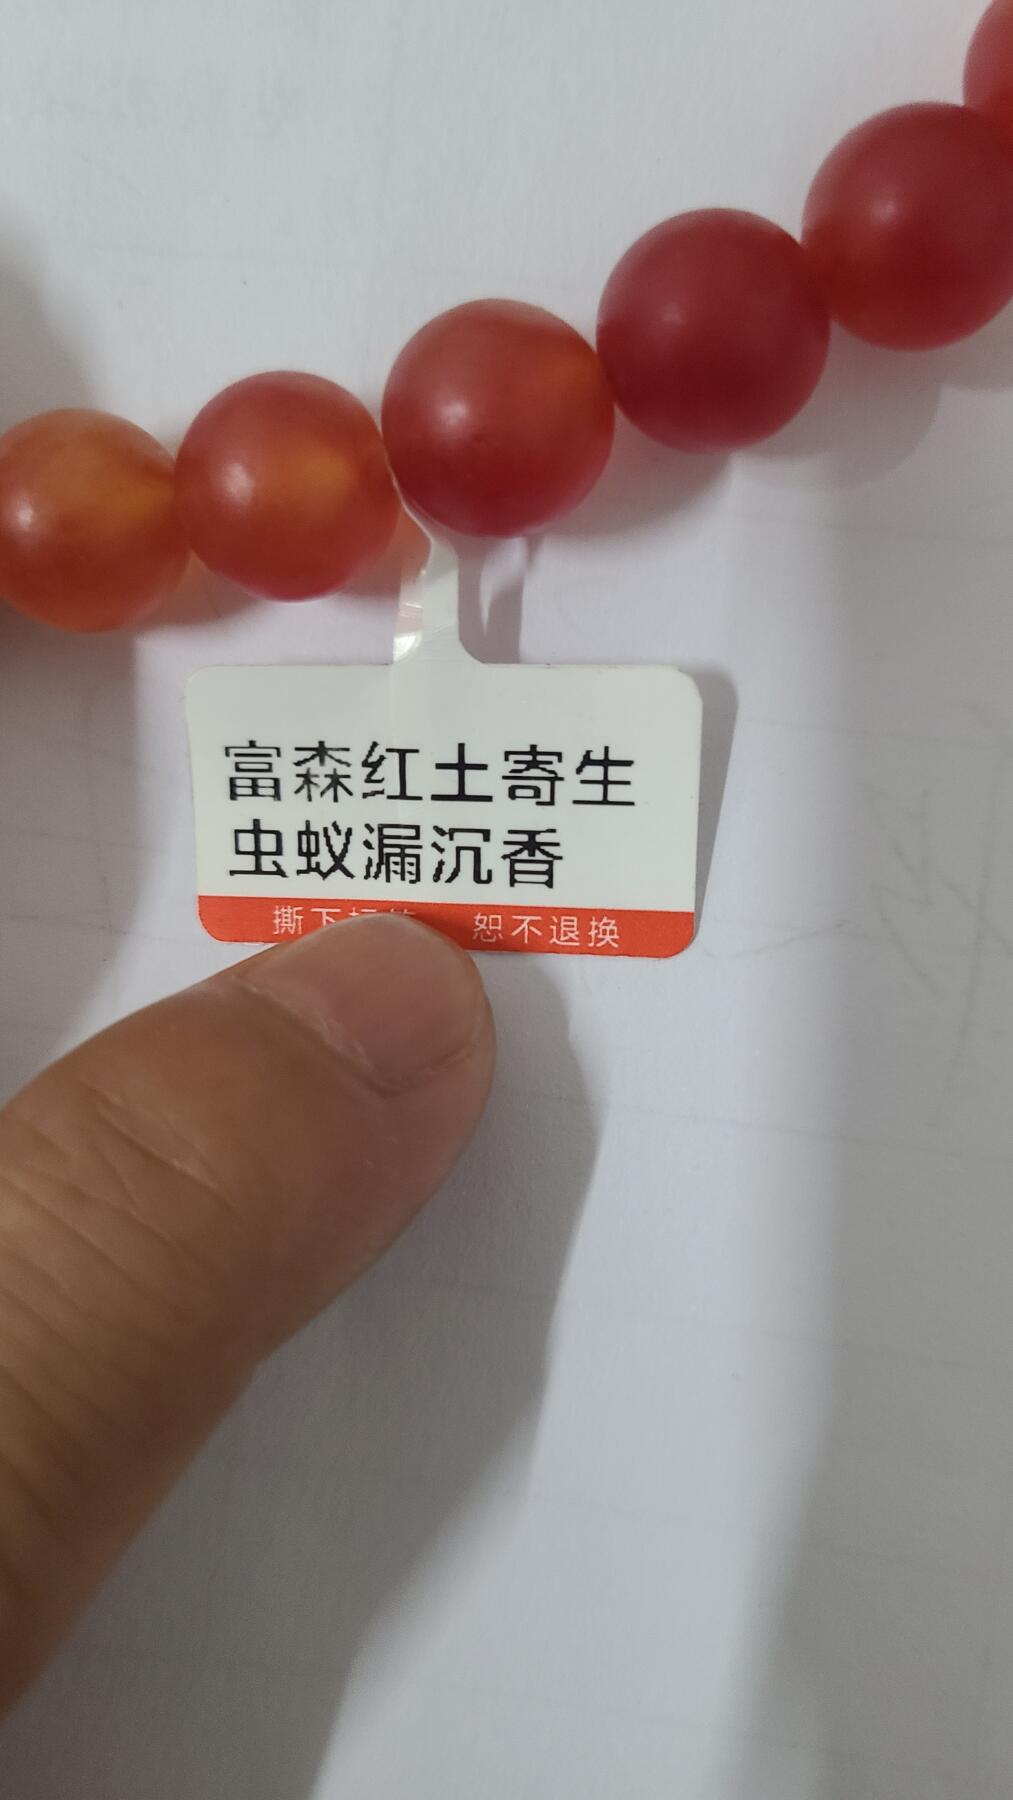 富森红土寄生
虫蚁漏沉香
撕下 恕不退换